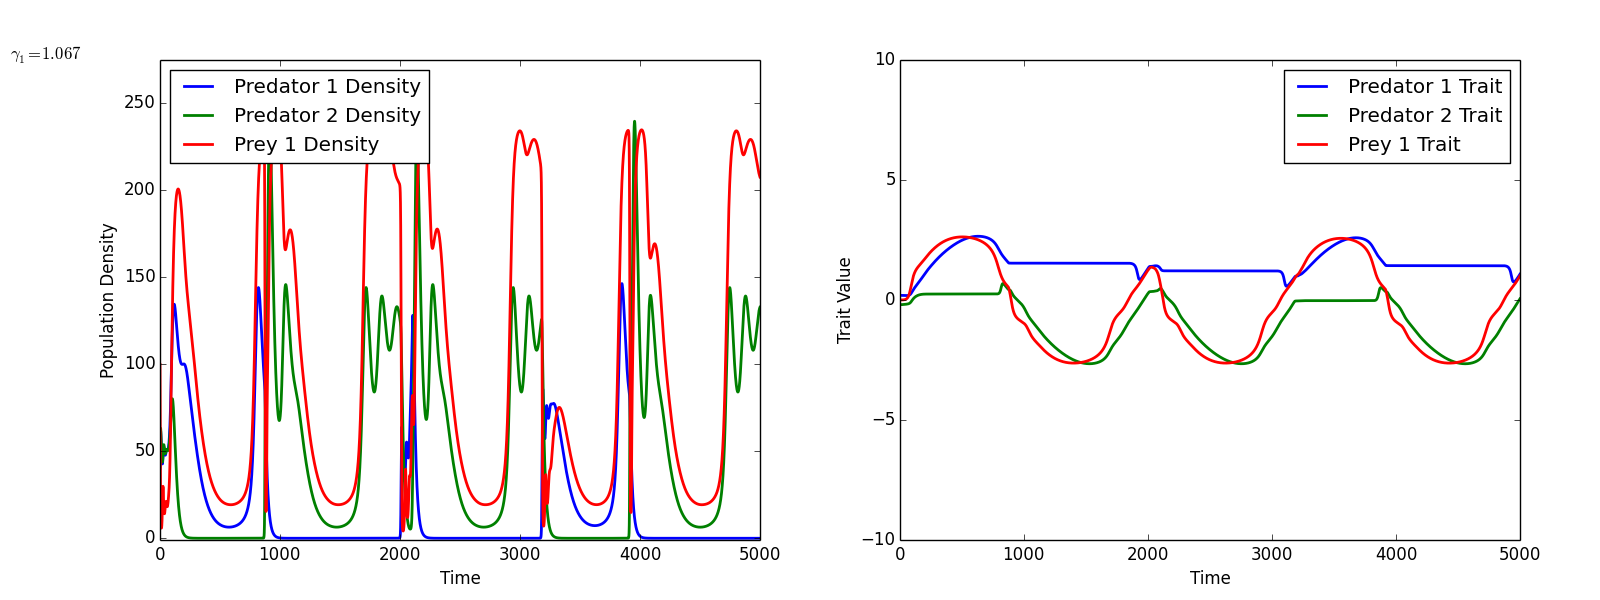 γ₁=1.067
Predator 1 Density
Predator 2 Density
Prey 1 Density
Population Density
250
200
150
100
50
0
0 1000 2000 3000 4000 5000
Time
Predator 1 Trait
Predator 2 Trait
Prey 1 Trait
Trait Value
10
5
0
−5
−10
0 1000 2000 3000 4000 5000
Time